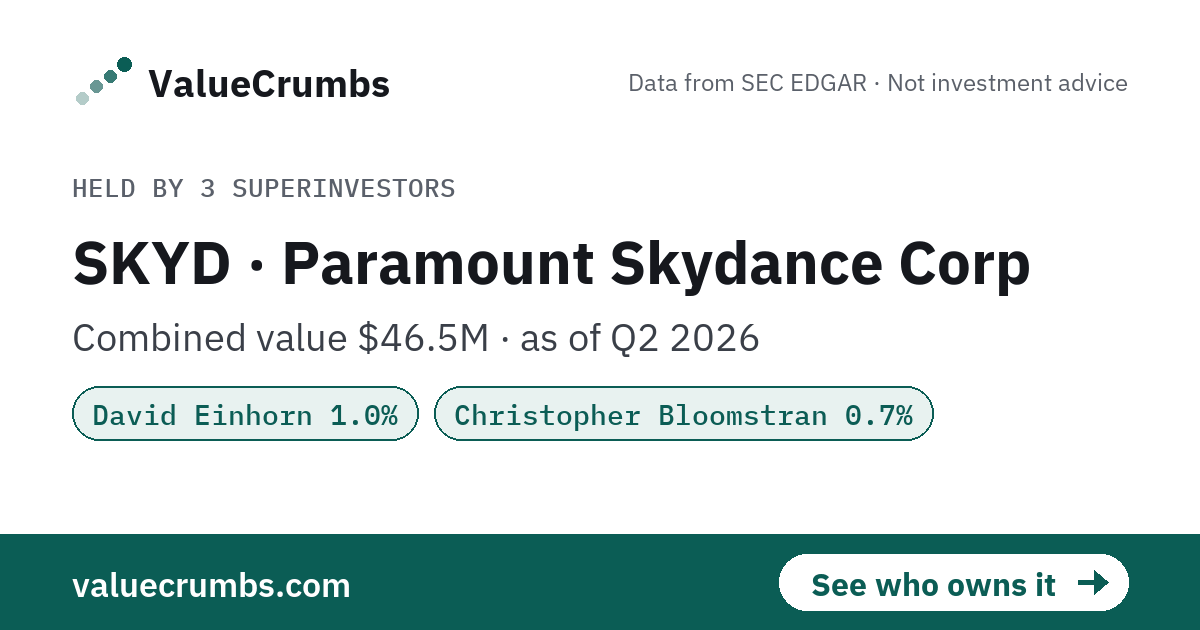 ValueCrumbs
Data from SEC EDGAR · Not investment advice
HELD BY 3 SUPERINVESTORS
SKYD · Paramount Skydance Corp
Combined value $46.5M · as of Q2 2026
David Einhorn 1.0% Christopher Bloomstran 0.7%
valuecrumbs.com
See who owns it →